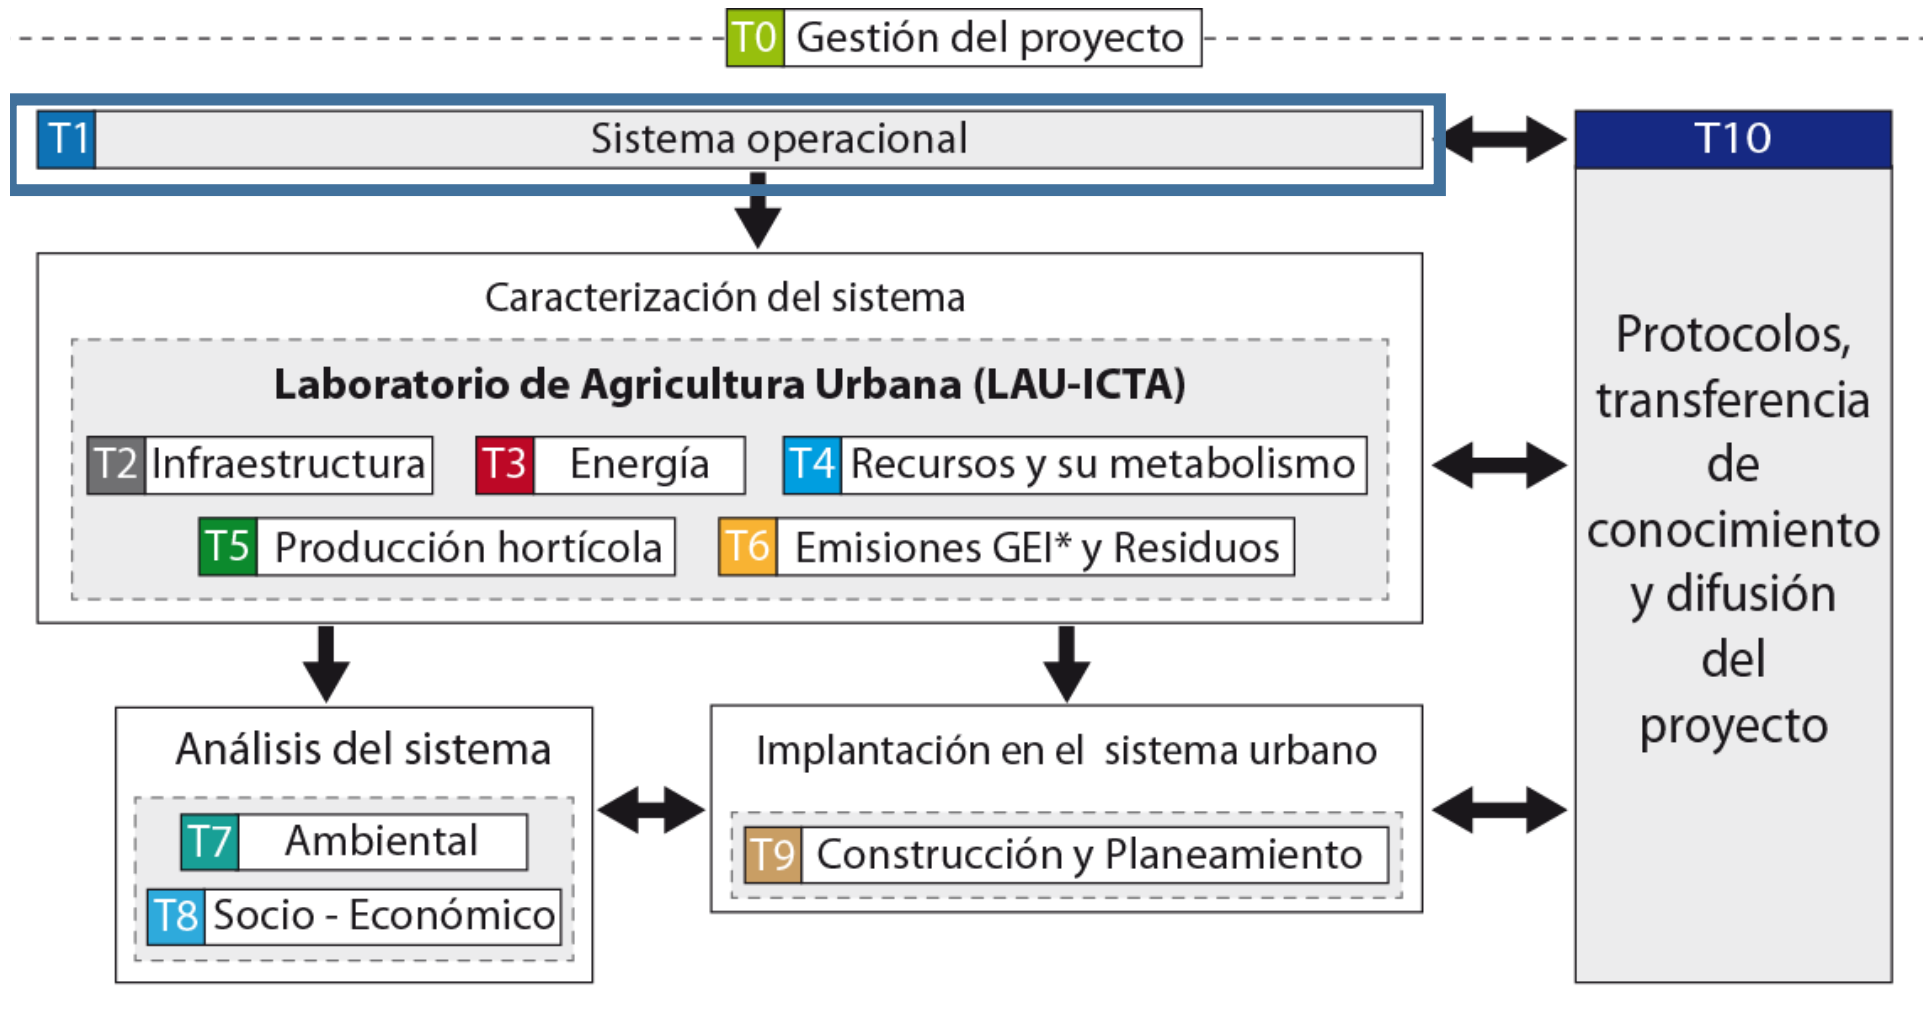 T0 Gestión del proyecto
T1 Sistema operacional
Caracterización del sistema
Laboratorio de Agricultura Urbana (LAU-ICTA)
T2 Infraestructura
T3 Energía
T4 Recursos y su metabolismo
T5 Producción hortícola
T6 Emisiones GEI* y Residuos
Análisis del sistema
T7 Ambiental
T8 Socio - Económico
Implantación en el sistema urbano
T9 Construcción y Planeamiento
T10
Protocolos,
transferencia
de
conocimiento
y difusión
del
proyecto